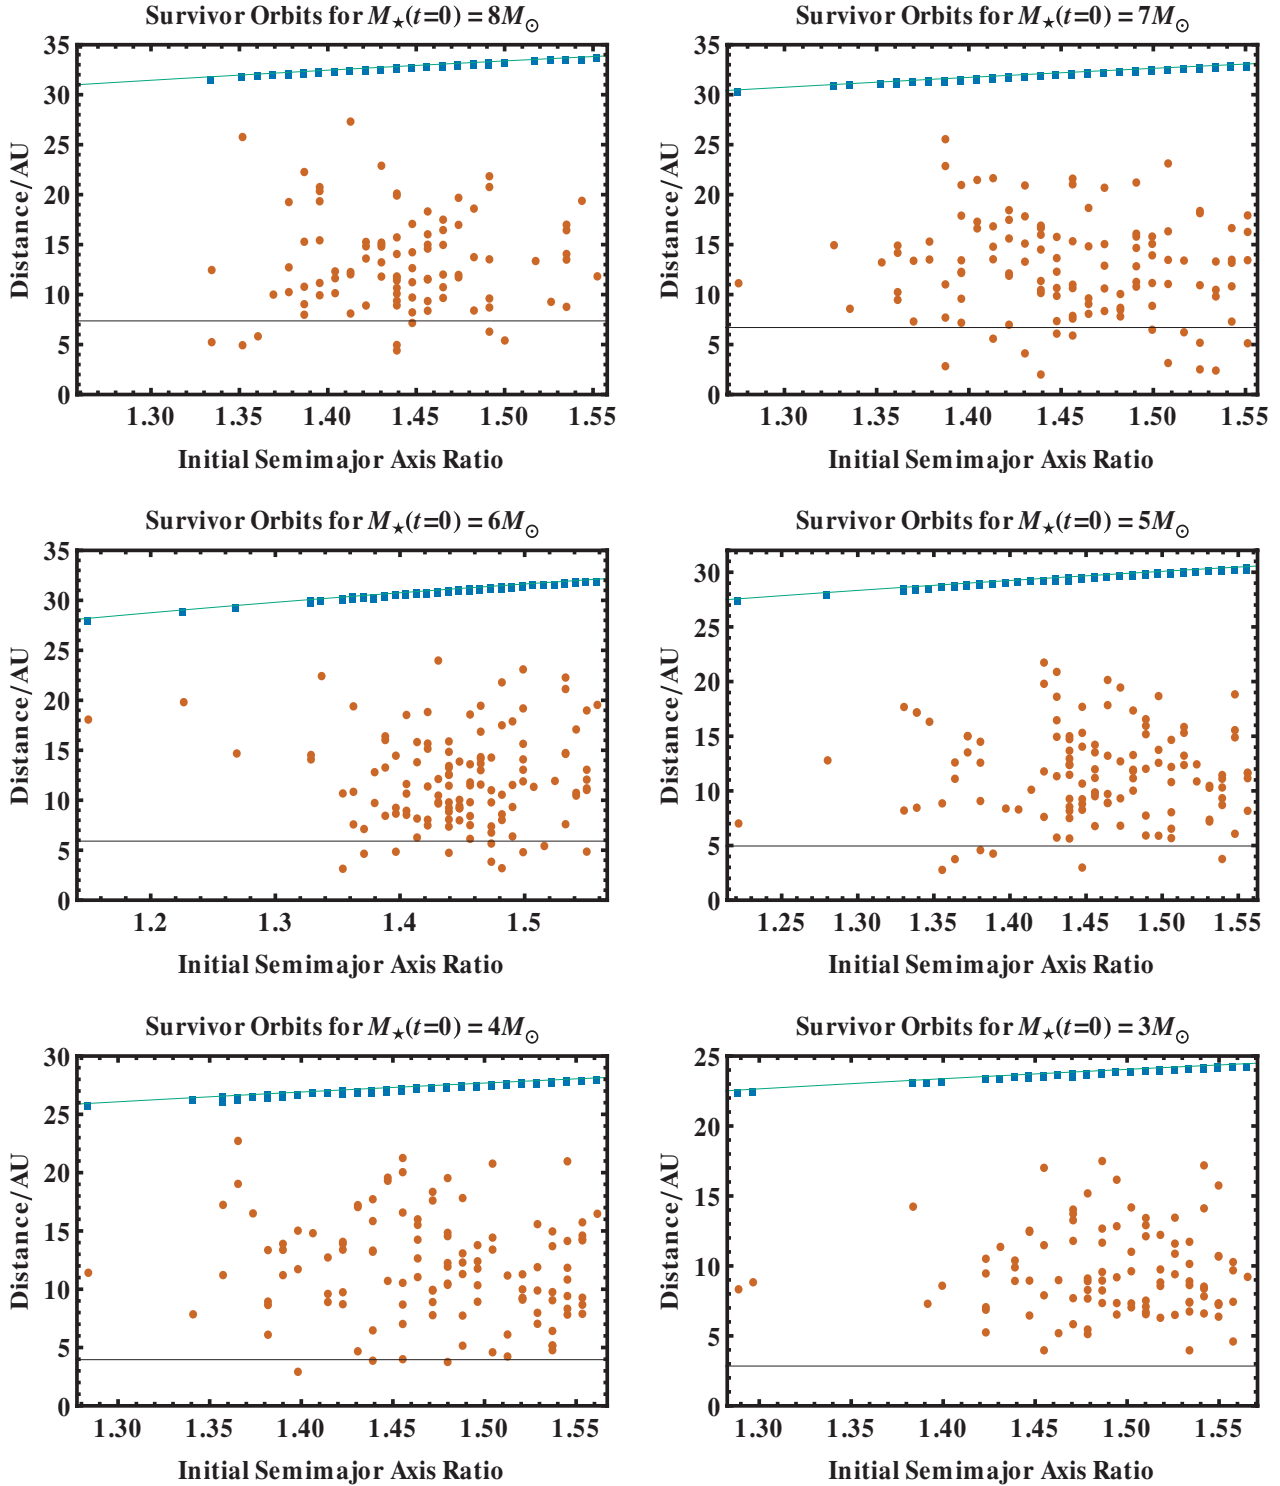 Survivor Orbits for M★(t=0) = 8M⊙
35
30
25
20
15
10
5
0
Distance/AU
1.30 1.35 1.40 1.45 1.50 1.55
Initial Semimajor Axis Ratio
Survivor Orbits for M★(t=0) = 7M⊙
35
30
25
20
15
10
5
0
Distance/AU
1.30 1.35 1.40 1.45 1.50 1.55
Initial Semimajor Axis Ratio
Survivor Orbits for M★(t=0) = 6M⊙
35
30
25
20
15
10
5
0
Distance/AU
1.2 1.3 1.4 1.5
Initial Semimajor Axis Ratio
Survivor Orbits for M★(t=0) = 5M⊙
30
25
20
15
10
5
0
Distance/AU
1.25 1.30 1.35 1.40 1.45 1.50 1.55
Initial Semimajor Axis Ratio
Survivor Orbits for M★(t=0) = 4M⊙
30
25
20
15
10
5
0
Distance/AU
1.30 1.35 1.40 1.45 1.50 1.55
Initial Semimajor Axis Ratio
Survivor Orbits for M★(t=0) = 3M⊙
25
20
15
10
5
0
Distance/AU
1.30 1.35 1.40 1.45 1.50 1.55
Initial Semimajor Axis Ratio